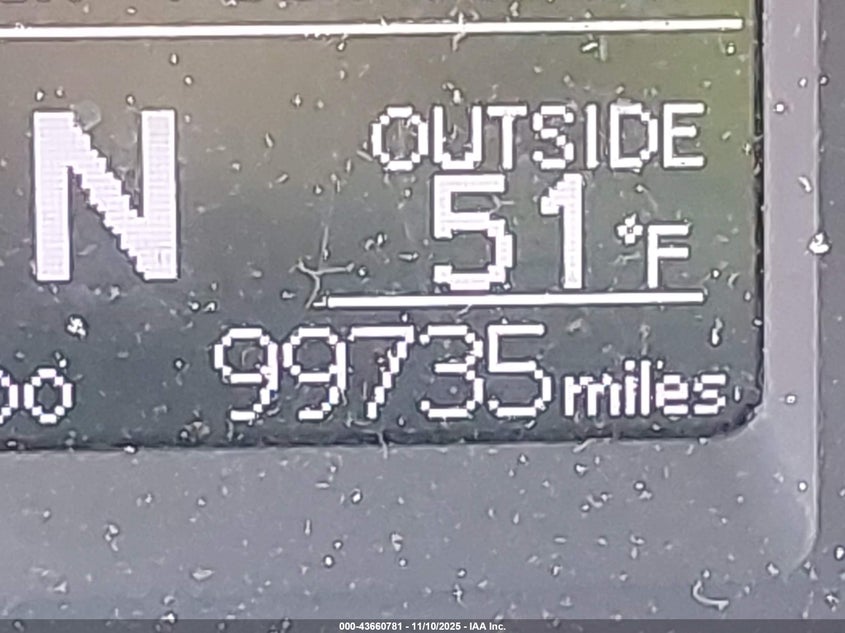 OUTSIDE
N 51°F
99735 miles
000-43660781 - 11/10/2025 - IAA Inc.